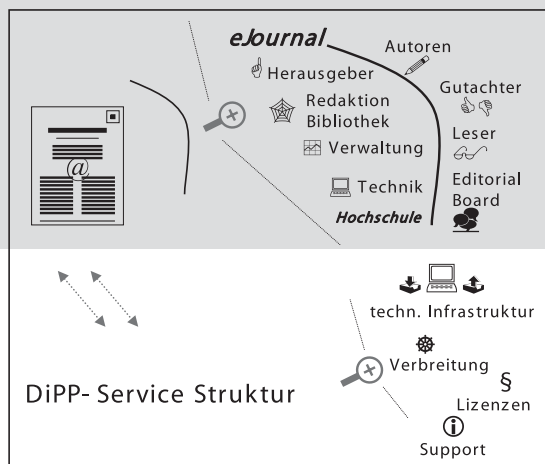 eJournal
Autoren
Herausgeber
Gutachter
Redaktion
Bibliothek
Leser
@
Verwaltung
Technik
Editorial
Board
Hochschule
techn. Infrastruktur
Verbreitung
§
DiPP- Service Struktur
Lizenzen
Support